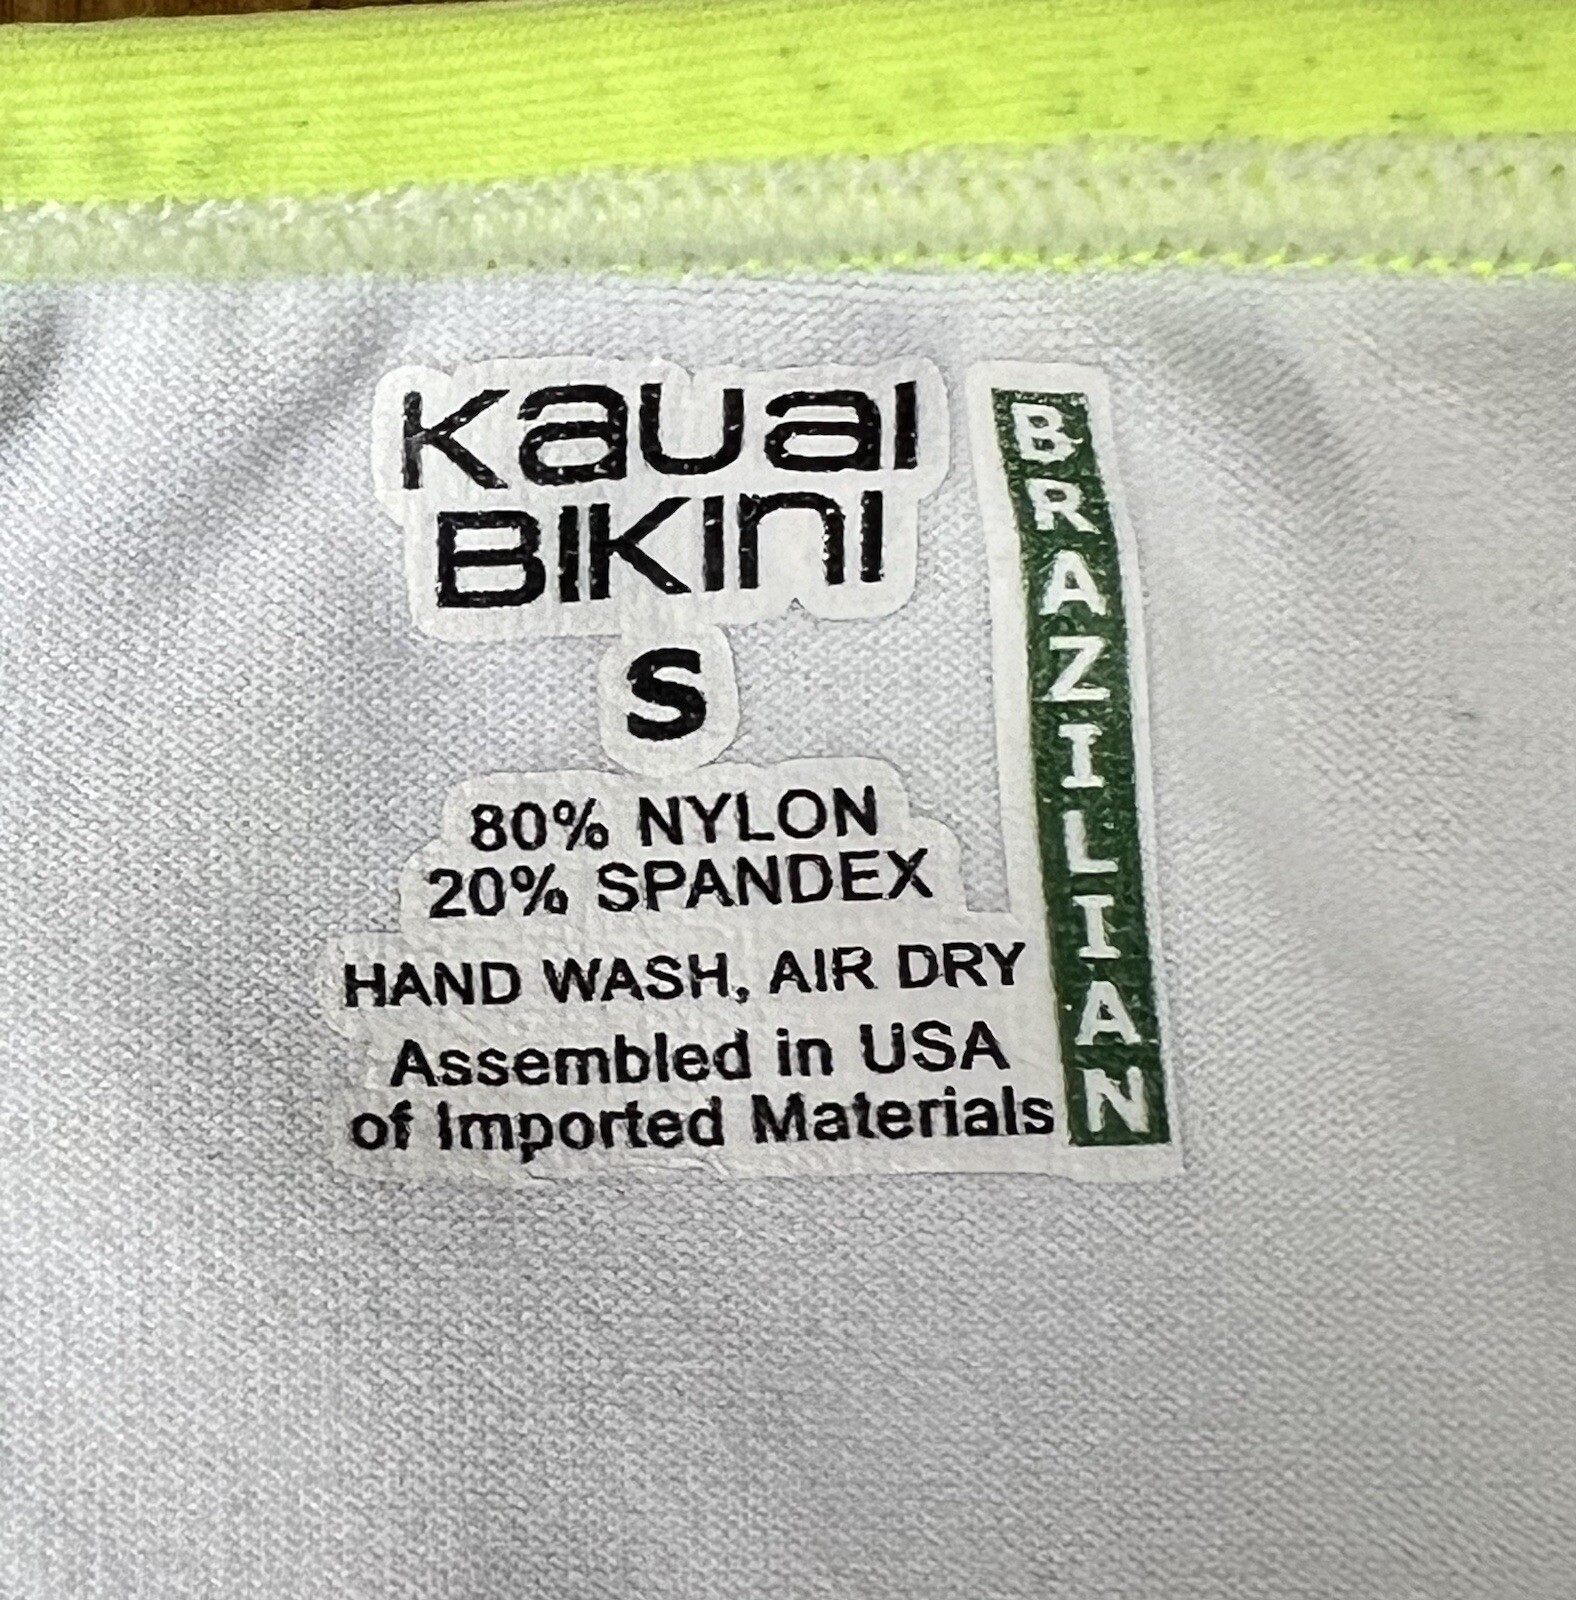 KauaI
BIKInI
S
80% NYLON
20% SPANDEX
HAND WASH, AIR DRY
Assembled in USA
of Imported Materials
BRAZILIAN